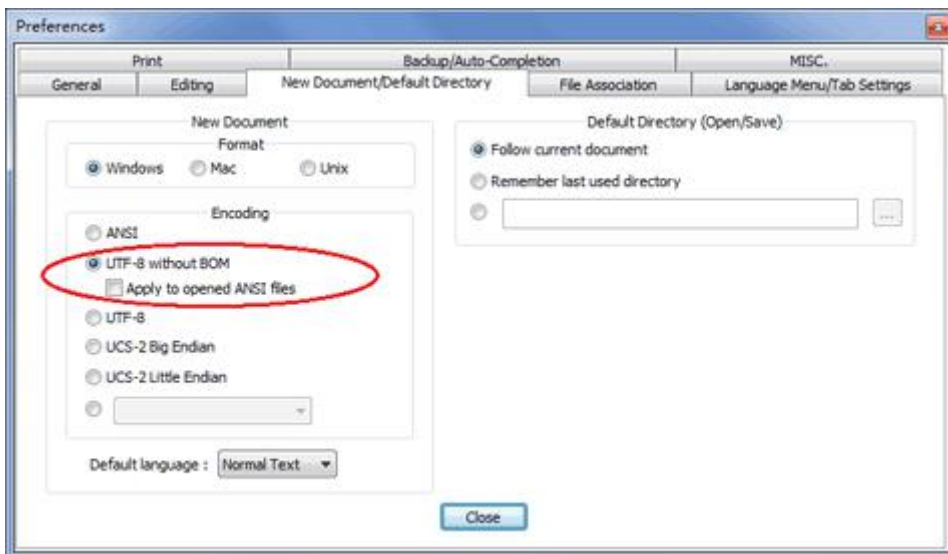 Preferences
Print Backup/Auto-Completion MISC.
General Editing New Document/Default Directory File Association Language Menu/Tab Settings
New Document
Format
Windows Mac Unix
Encoding
ANSI
UTF-8 without BOM
Apply to opened ANSI files
UTF-8
UCS-2 Big Endian
UCS-2 Little Endian
Default language : Normal Text
Default Directory (Open/Save)
Follow current document
Remember last used directory
...
Close